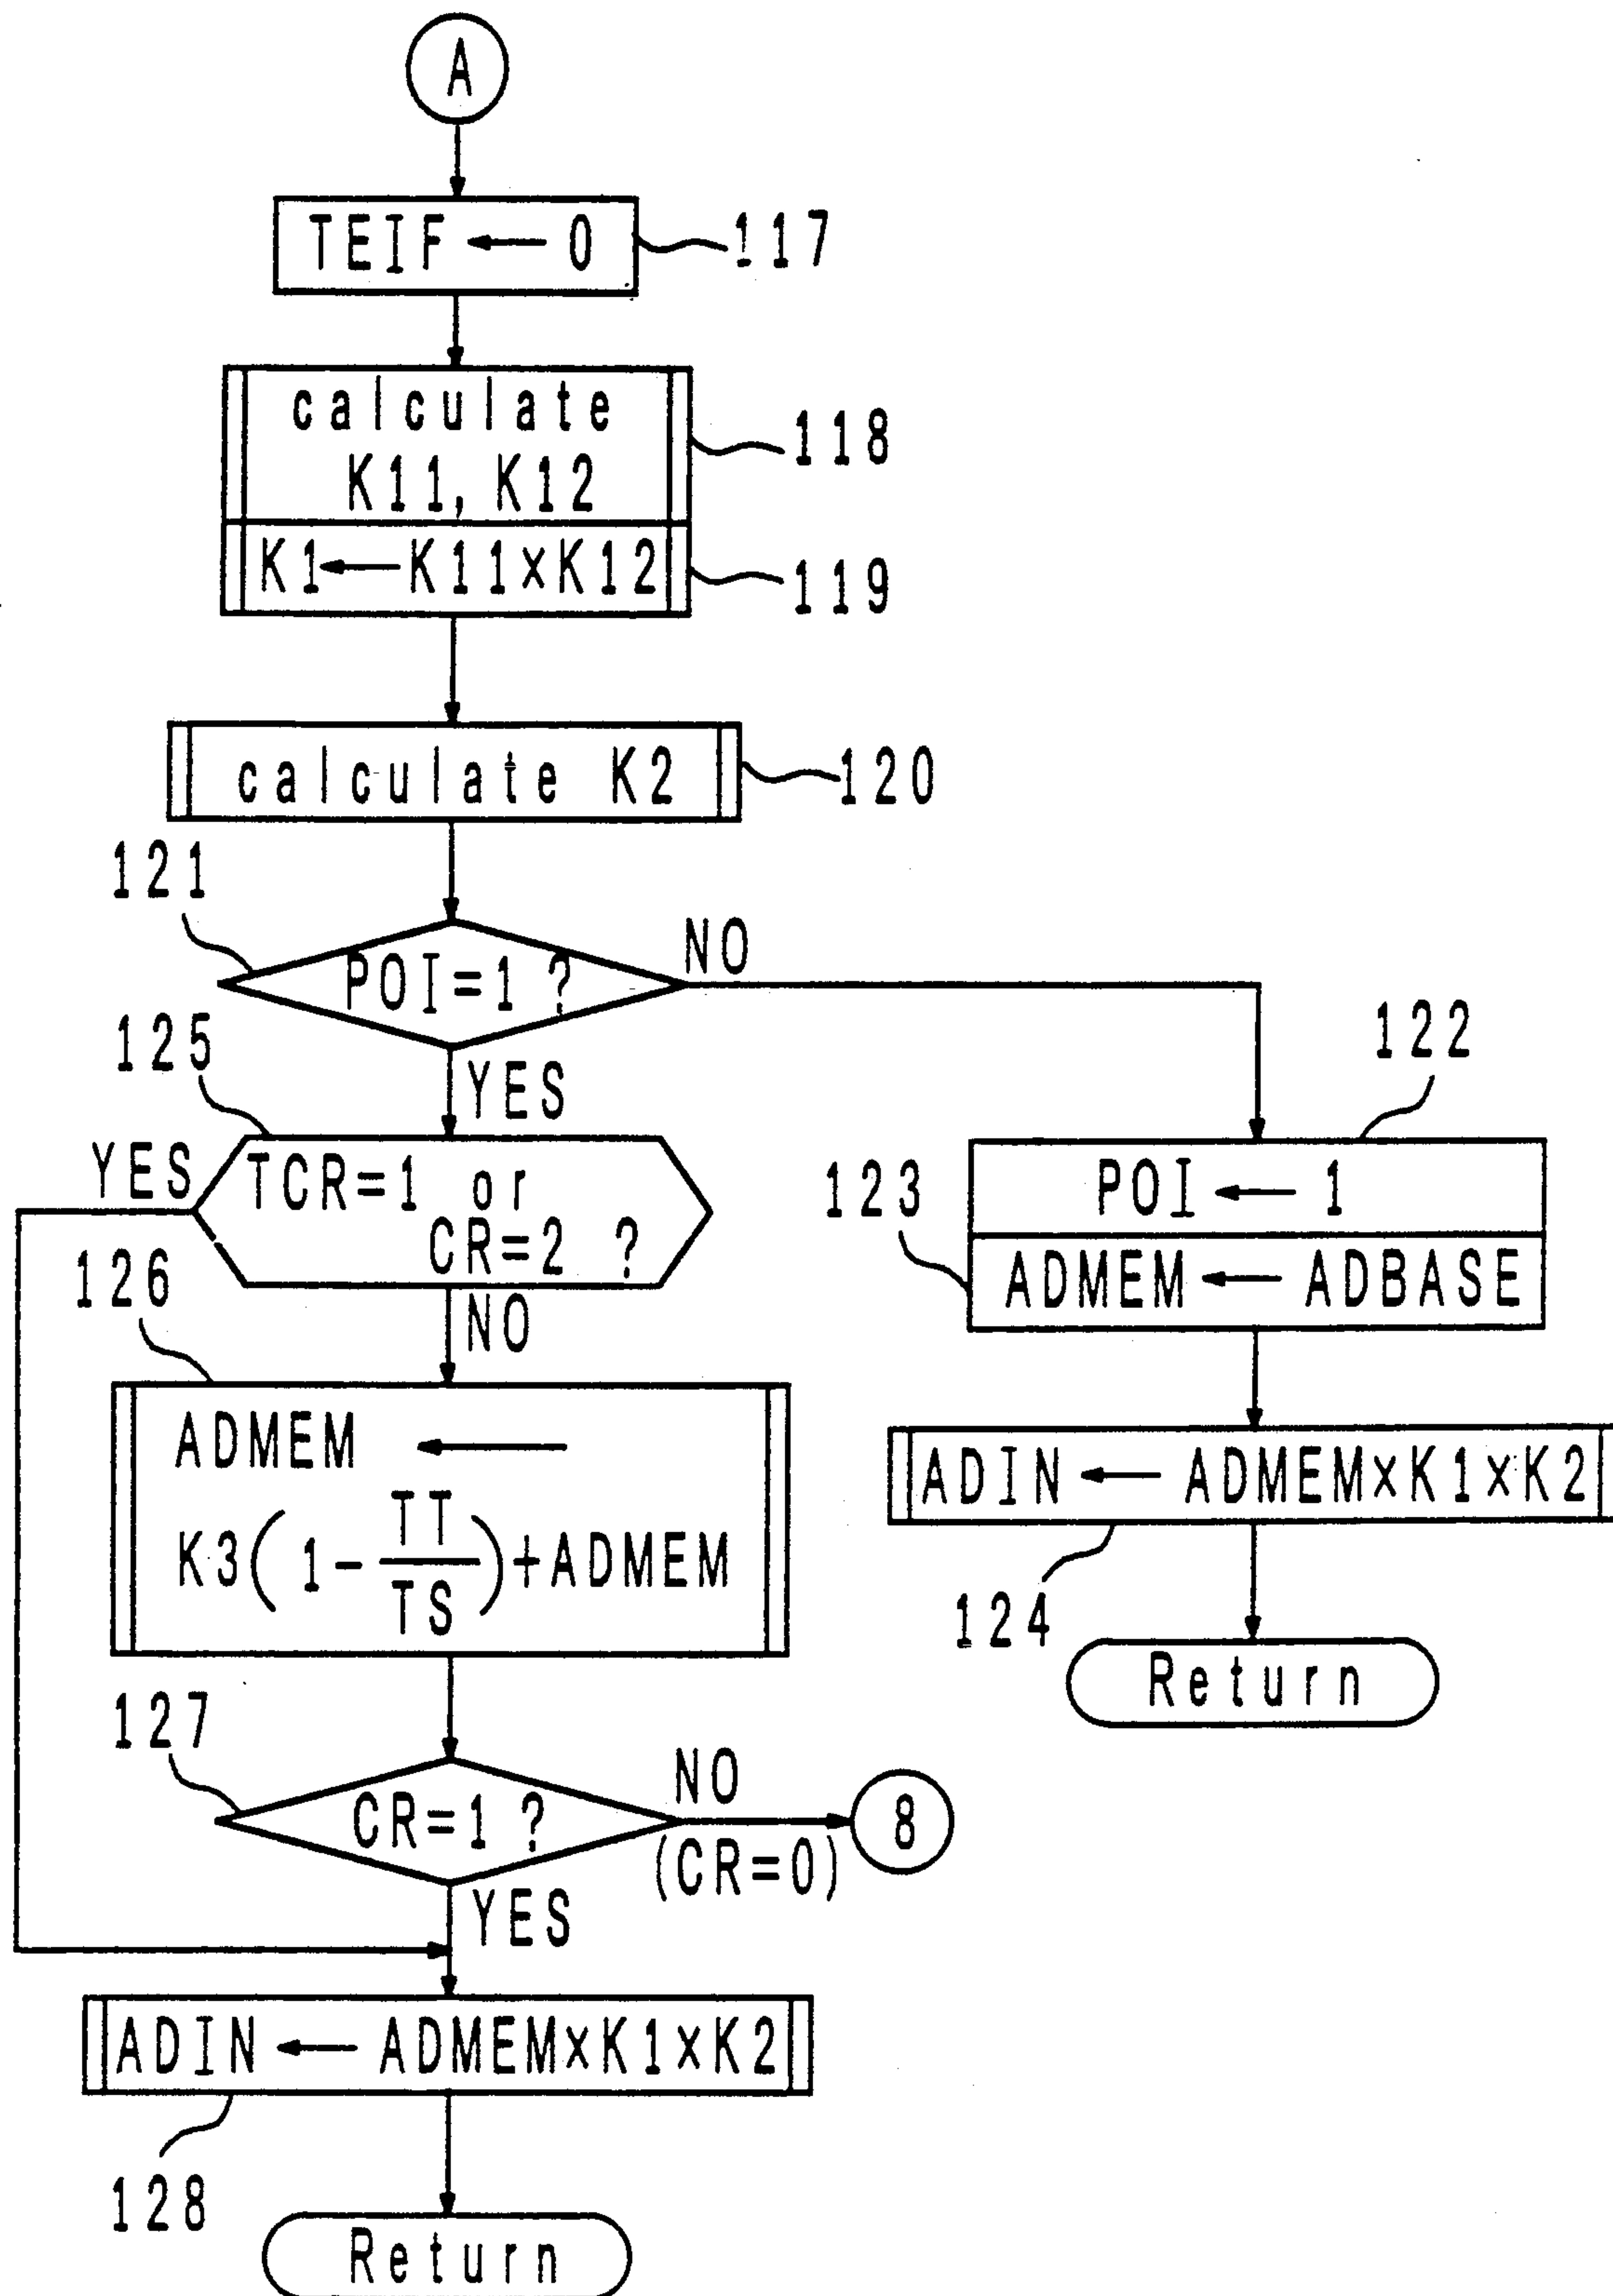 A
TEIF ← 0
117
calculate
K11, K12
118
K1 ← K11×K12
119
calculate K2
120
121
POI=1 ?
NO
YES
122
POI ← 1
123
ADMEM ← ADBASE
ADIN ← ADMEM×K1×K2
124
Return
125
YES
TCR=1 or
CR=2 ?
NO
126
ADMEM ←
K3(1-TT/TS)+ADMEM
127
CR=1 ?
NO
(CR=0)
8
YES
ADIN ← ADMEM×K1×K2
128
Return